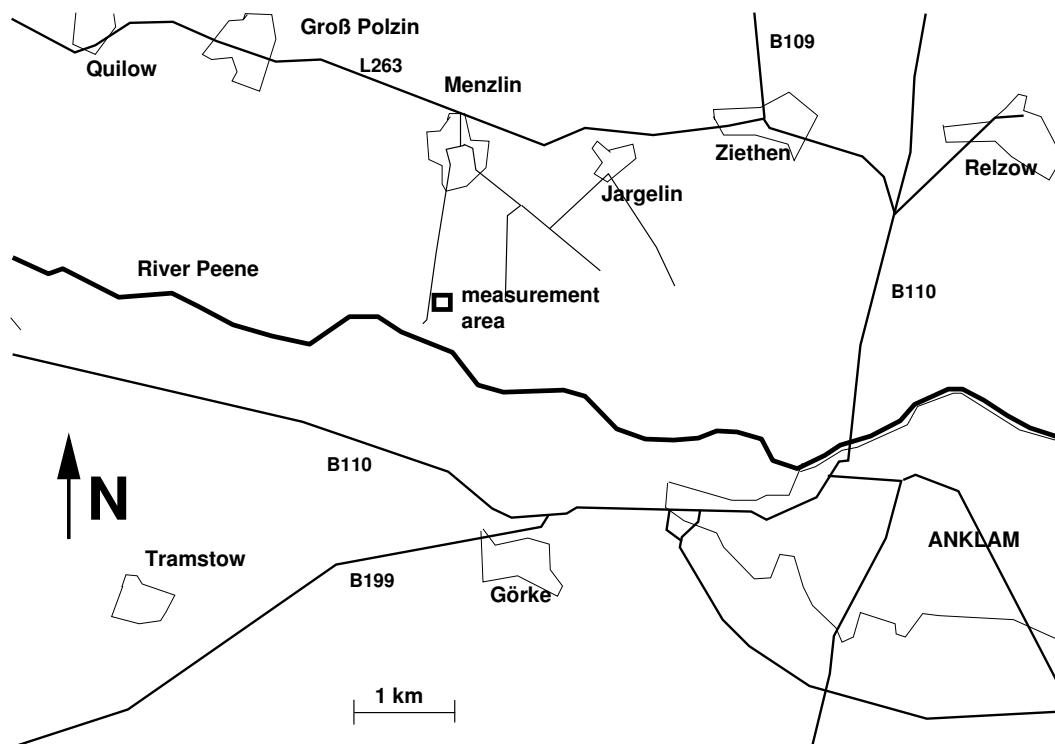 Groß Polzin
B109
Quilow
L263
Menzlin
Ziethen
Relzow
Jargelin
River Peene
measurement
area
B110
B110
N
ANKLAM
Tramstow
B199
Görke
1 km